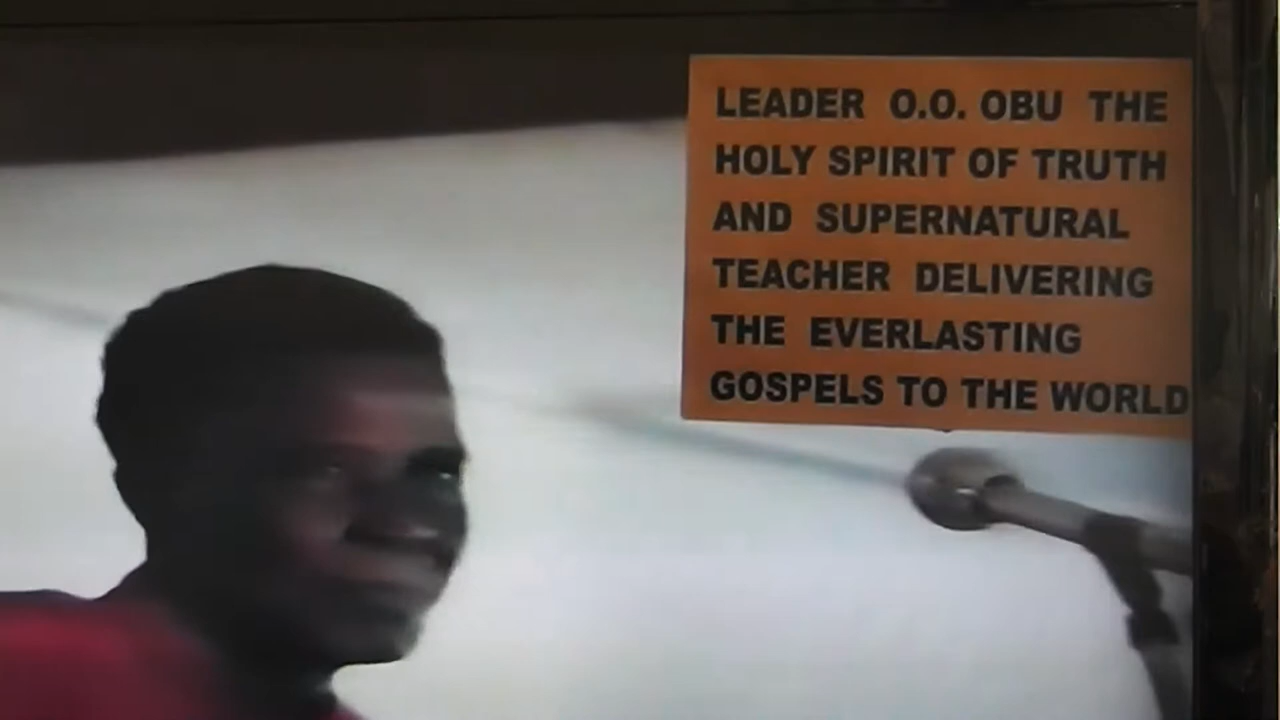 LEADER O.O. OBU THE
HOLY SPIRIT OF TRUTH
AND SUPERNATURAL
TEACHER DELIVERING
THE EVERLASTING
GOSPELS TO THE WORLD